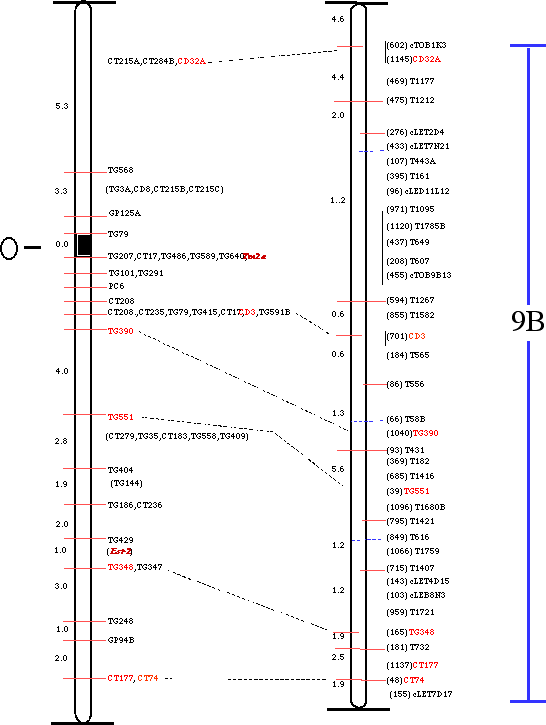 4.6
(602) cTOB1K3
CT215A,CT284B,CD32A
(1145)CD32A
4.4
(469) T1177
5.3
(475) T1212
2.0
(276) cLET2D4
(433) cLET7N21
(107) T443A
TG568
(395) T161
3.3
(TG3A,CD8,CT215B,CT215C)
(96) cLED11L12
1..2
GP125A
(971) T1095
(1120) T1785B
TG79
0.0
(437) T649
O
TG207,CT17,TG486,TG589,TG640,
(208) T607
TG101,TG291
(455) cTOB9B13
PC6
CT208
(594) T1267
CT208.,CT235,TG79,TG415,CT17,CD3,TG591B
0.6
(855) T1582
9B
TG390
(701) CD3
0.6
(184) T565
4.0
(86) T556
TG551
1.3
(66) T58B
(CT279,TG35,CT183,TG558,TG409)
(1040)TG390
2.8
(93) T431
TG404
5.6
(369) T182
1.9
(TG144)
(685) T1416
(39) TG551
TG186,CT236
(1096) T1680B
2.0
(795) T1421
TG429
1.2
(849) T616
1.0
(Est-2)
(1066) T1759
TG348,TG347
(715) T1407
3.0
(143) cLET4D15
1.2
(103) cLEB8N3
(959) T1721
TG248
1.0
1.9
(165) TG348
GP94B
(181) T732
2.0
2.5
(1137)CT177
CT177, CT74
1.9
(48) CT74
(155) cLET7D17